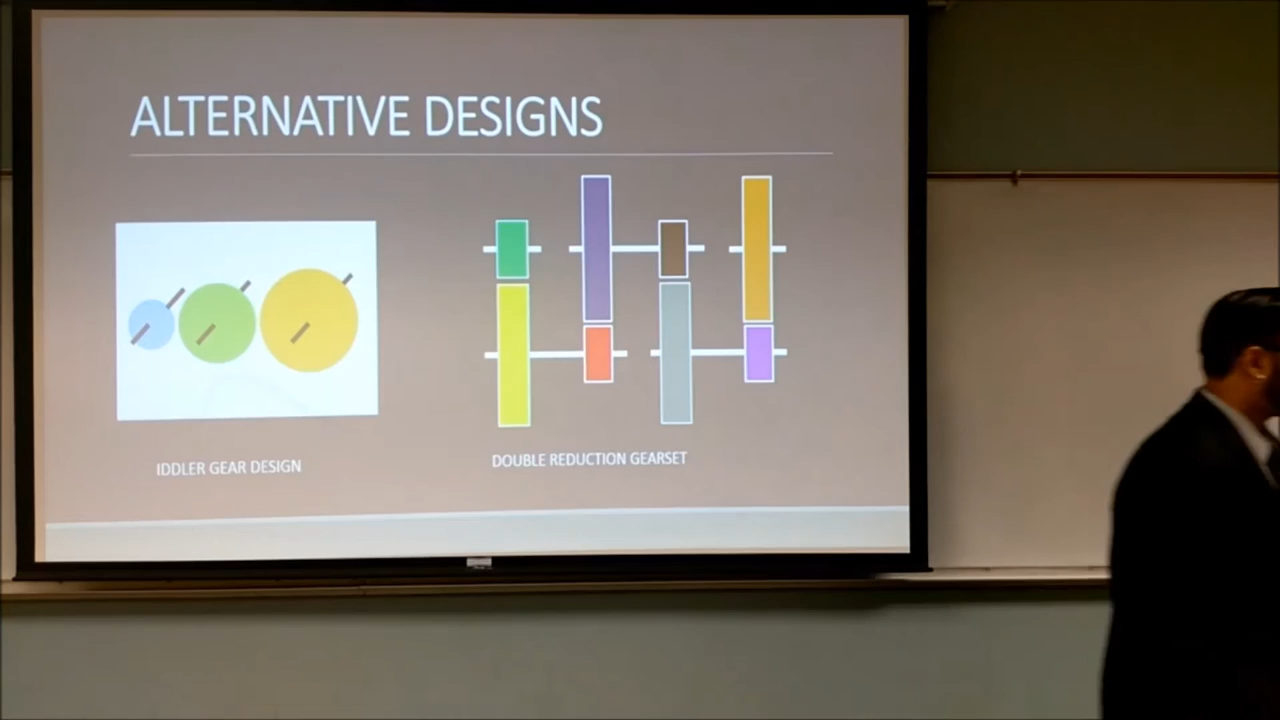 ALTERNATIVE DESIGNS
IDDLER GEAR DESIGN
DOUBLE REDUCTION GEARSET